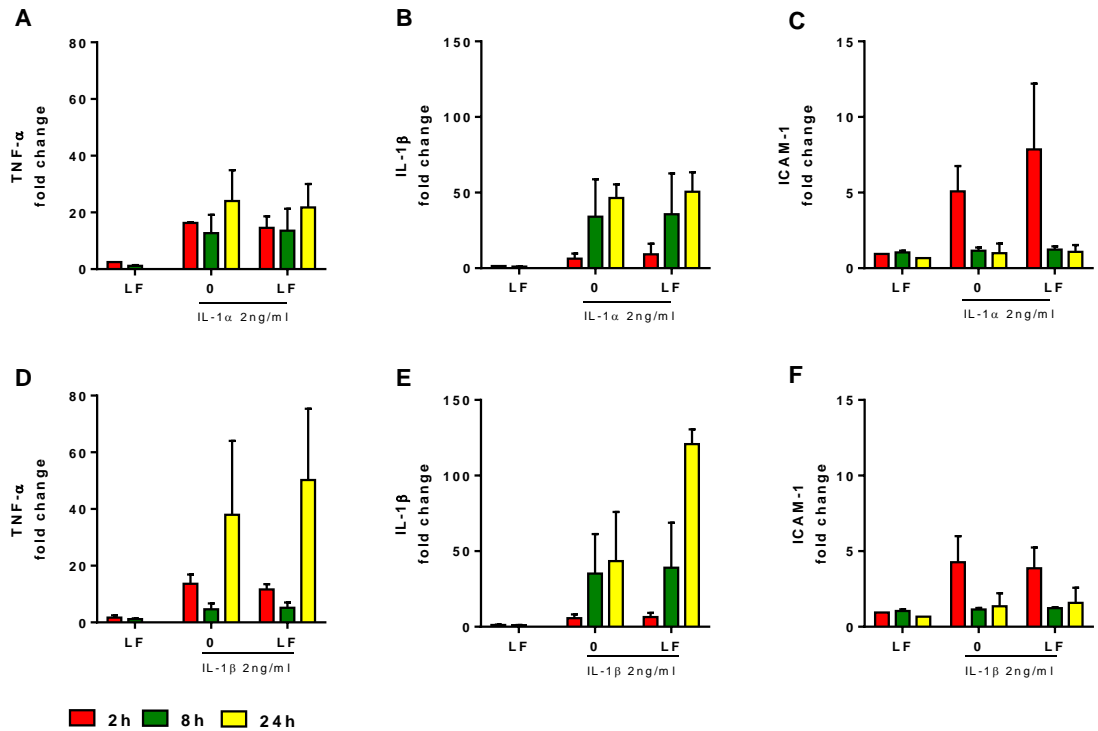 A
TNF-α
fold change
80
60
40
20
0
LF
0
LF
IL-1α 2ng/ml
B
IL-1β
fold change
150
100
50
0
LF
0
LF
IL-1α 2ng/ml
C
ICAM-1
fold change
15
10
5
0
LF
0
LF
IL-1α 2ng/ml
D
TNF-α
fold change
80
60
40
20
0
LF
0
LF
IL-1β 2ng/ml
E
IL-1β
fold change
150
100
50
0
LF
0
LF
IL-1β 2ng/ml
F
ICAM-1
fold change
15
10
5
0
LF
0
LF
IL-1β 2ng/ml
2h 8h 24h